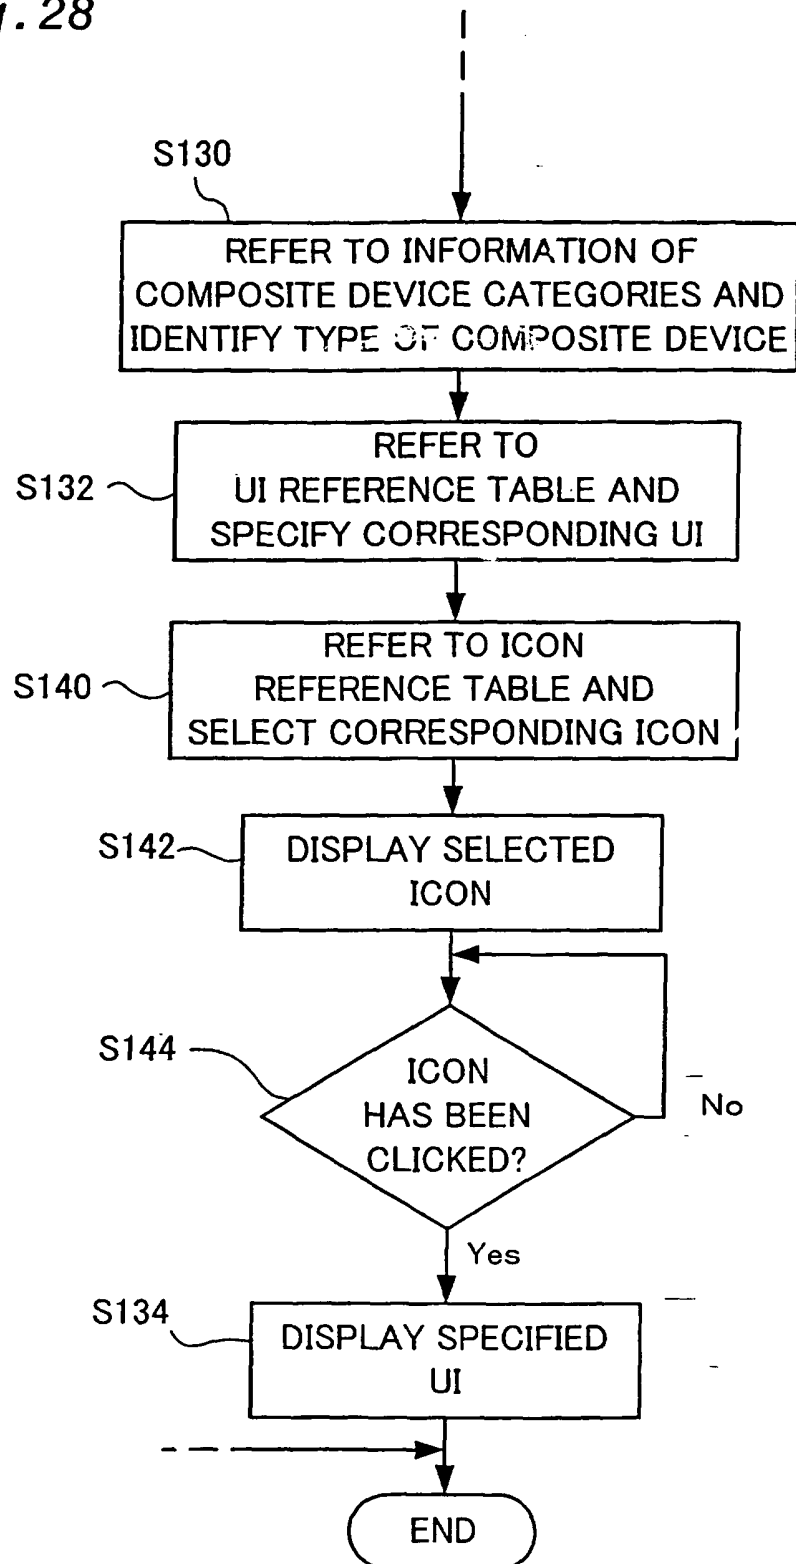 g. 28
S130
REFER TO INFORMATION OF
COMPOSITE DEVICE CATEGORIES AND
IDENTIFY TYPE OF COMPOSITE DEVICE
S132
REFER TO
UI REFERENCE TABLE AND
SPECIFY CORRESPONDING UI
S140
REFER TO ICON
REFERENCE TABLE AND
SELECT CORRESPONDING ICON
S142
DISPLAY SELECTED
ICON
S144
ICON
HAS BEEN
CLICKED?
No
Yes
S134
DISPLAY SPECIFIED
UI
END